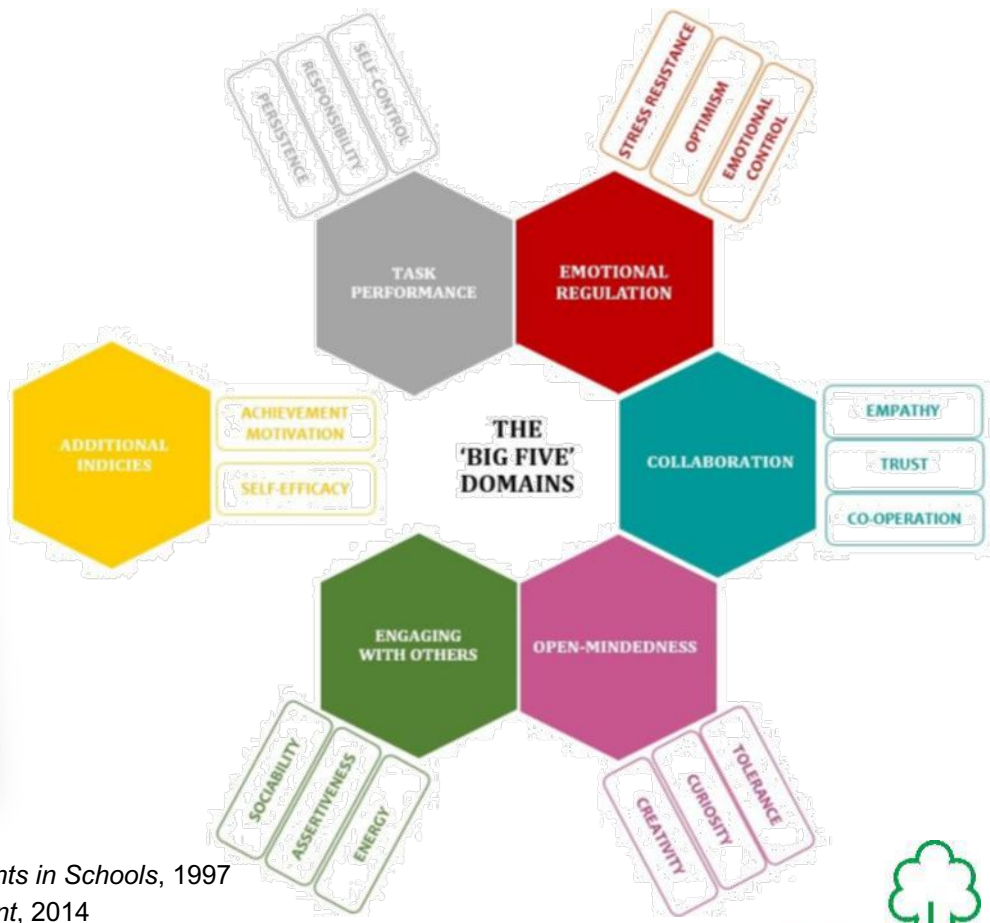 SELF-CONTROL
RESPONSIBILITY
PERSISTENCE
STRESS RESISTANCE
OPTIMISM
EMOTIONAL
CONTROL
TASK
PERFORMANCE
EMOTIONAL
REGULATION
ADDITIONAL
INDICIES
ACHIEVEMENT
MOTIVATION
SELF-EFFICACY
THE
'BIG FIVE'
DOMAINS
COLLABORATION
EMPATHY
TRUST
CO-OPERATION
ENGAGING
WITH OTHERS
OPEN-MINDEDNESS
SOCIABILITY
ASSERTIVENESS
ENERGY
CREATIVITY
CURIOSITY
TOLERANCE
in Schools, 1997
2014